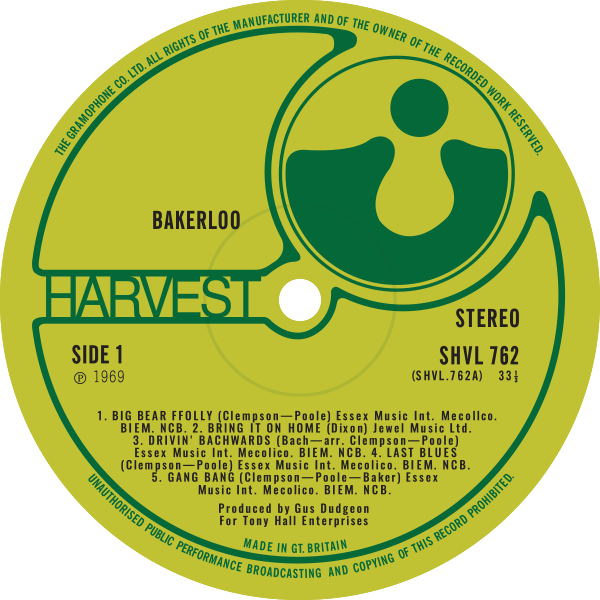 THE GRAMOPHONE CO. LTD. ALL RIGHTS OF THE MANUFACTURER AND OF THE OWNER OF THE RECORDED WORK RESERVED.
BAKERLOO
HARVEST
STEREO
SIDE 1
℗ 1969
SHVL 762
(SHVL.762A) 33⅓
1. BIG BEAR FFOLLY (Clempson—Poole) Essex Music Int. Mecollco.
BIEM. NCB. 2. BRING IT ON HOME (Dixon) Jewel Music Ltd.
3. DRIVIN' BACHWARDS (Bach—arr. Clempson—Poole)
Essex Music Int. Mecolico. BIEM. NCB. 4. LAST BLUES
(Clempson—Poole) Essex Music Int. Mecolico. BIEM. NCB.
5. GANG BANG (Clempson—Poole—Baker) Essex
Music Int. Mecolico. BIEM. NCB.
Produced by Gus Dudgeon
For Tony Hall Enterprises
MADE IN GT. BRITAIN
UNAUTHORISED PUBLIC PERFORMANCE BROADCASTING AND COPYING OF THIS RECORD PROHIBITED.